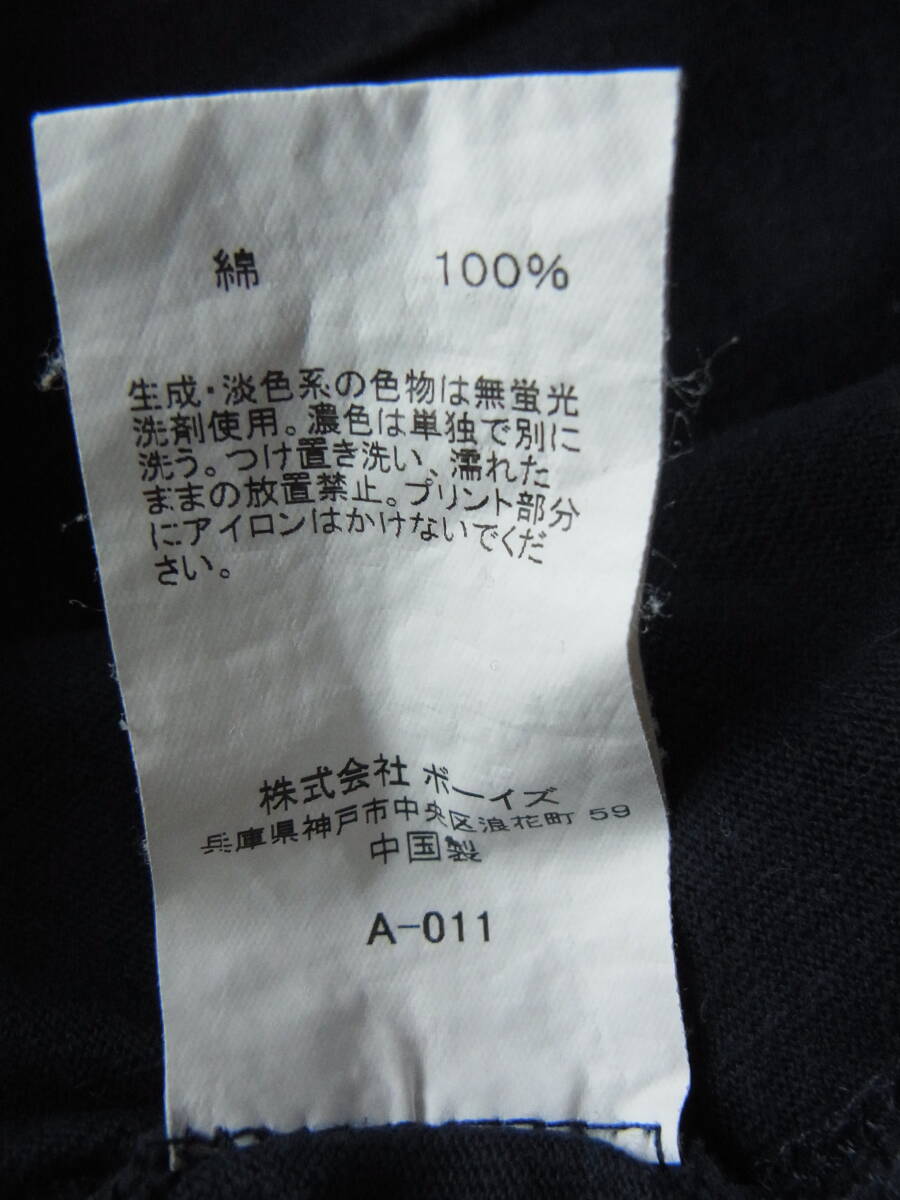 綿 100%
生成・淡色系の色物は無蛍光
洗剤使用。濃色は単独で別に
洗う。つけ置き洗い、濡れた
ままの放置禁止。プリント部分
にアイロンはかけないでくだ
さい。
株式会社 ボーイズ
兵庫県神戸市中央区浪花町 59
中国製
A-011